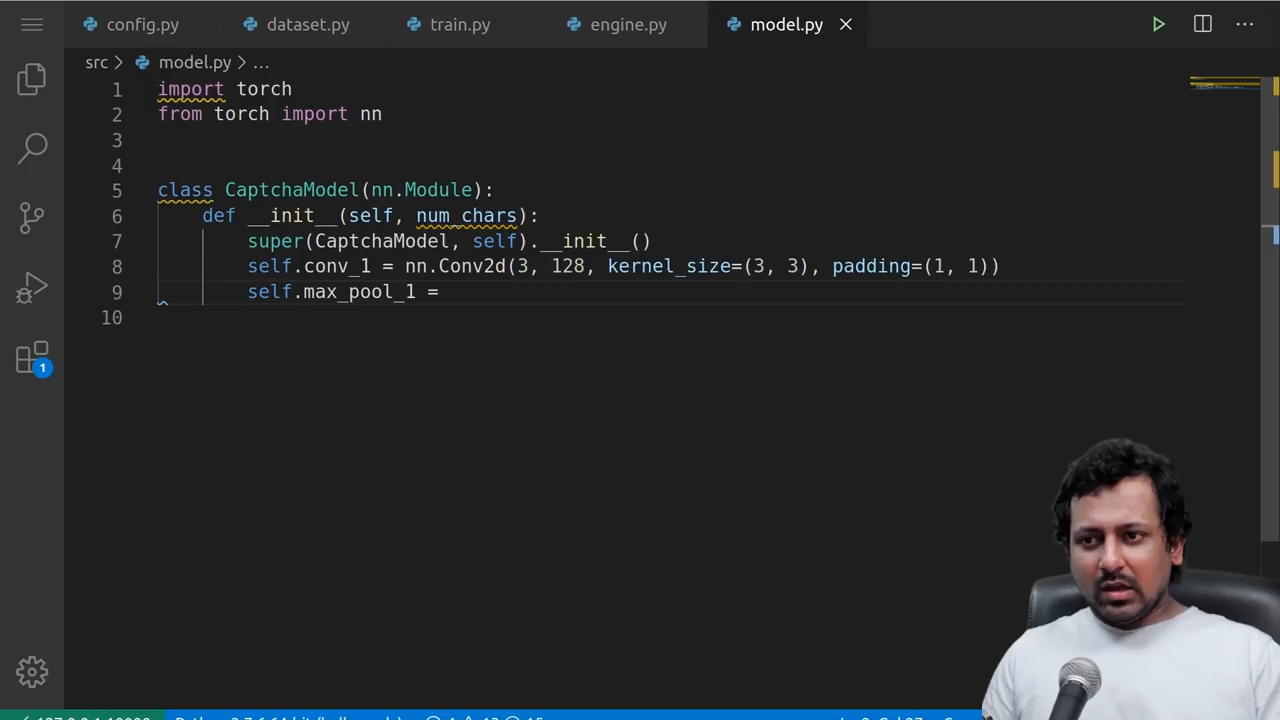 config.py dataset.py train.py engine.py model.py
src > model.py > ...
1 import torch
2 from torch import nn
3
4
5 class CaptchaModel(nn.Module):
6 def __init__(self, num_chars):
7 super(CaptchaModel, self).__init__()
8 self.conv_1 = nn.Conv2d(3, 128, kernel_size=(3, 3), padding=(1, 1))
9 self.max_pool_1 =
10
1